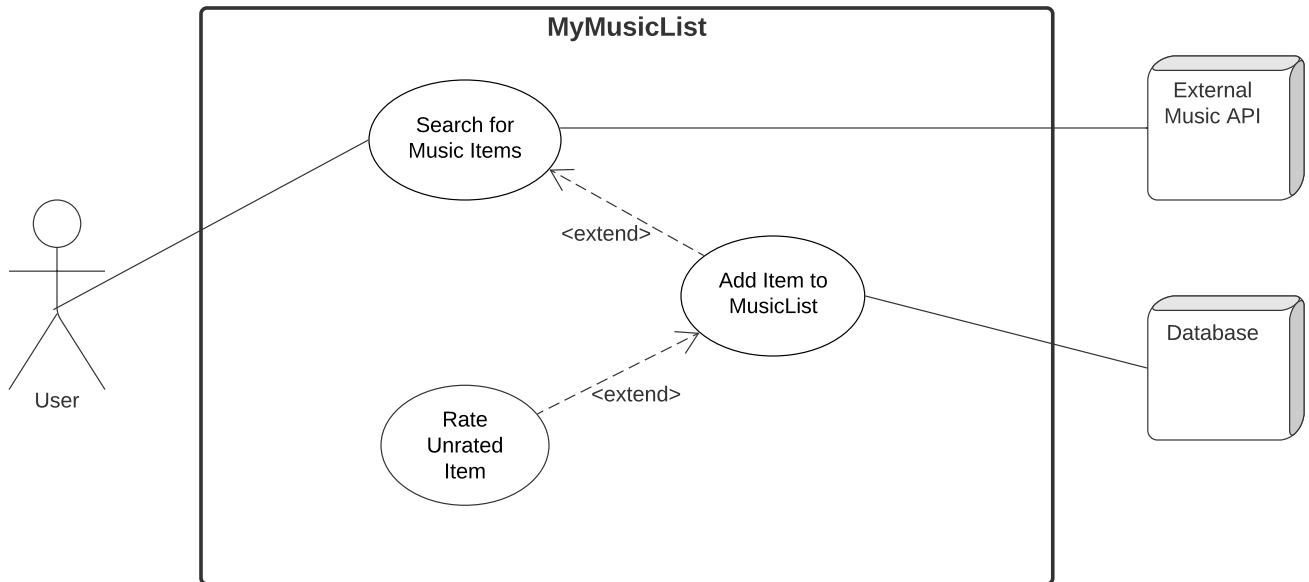 MyMusicList
Search for
Music Items
External
Music API
<extend>
Add Item to
MusicList
Database
User
<extend>
Rate
Unrated
Item